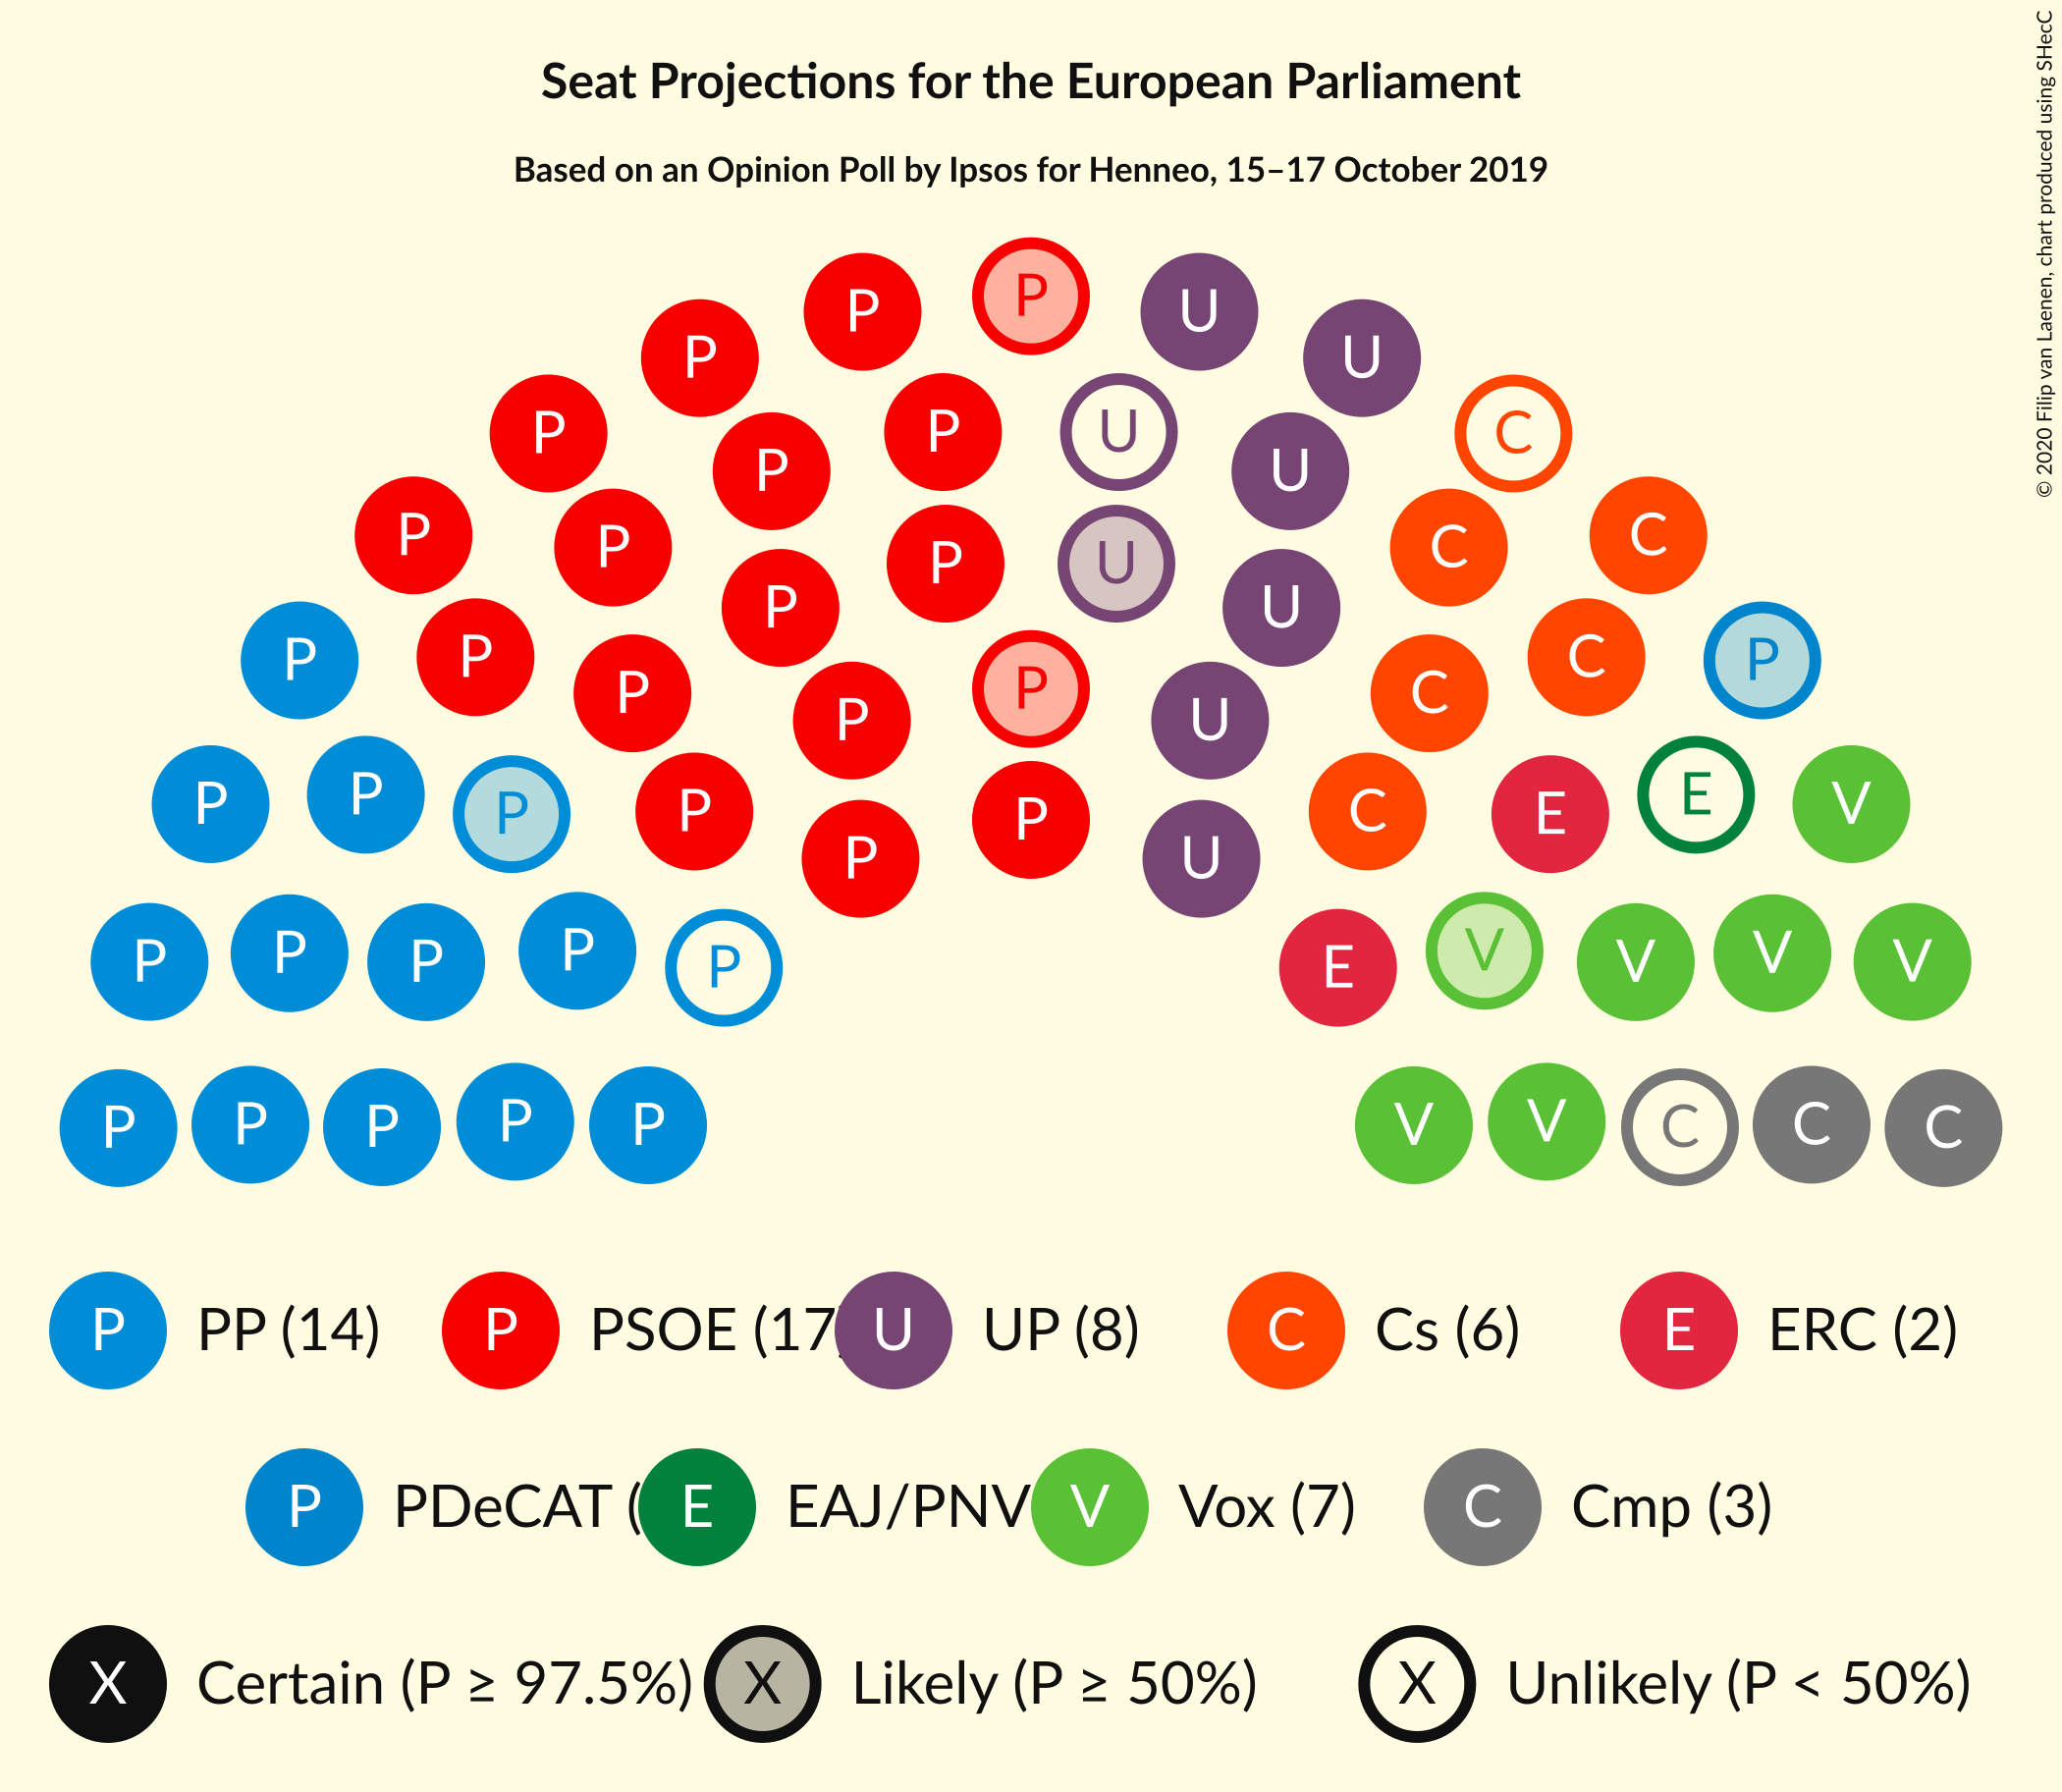 Seat Projections for the European Parliament
Based on an Opinion Poll by Ipsos for Henneo, 15–17 October 2019
© 2020 Filip van Laenen, chart produced using SHecC
P P U
P U
P P U C
P U
P P P U C C
P U
P P C P
P P C
P U
P P P P P C E E V
P U
P P P P P E V V V V
P P P P P V V C C C
P PP (14) P PSOE (17 U UP (8) C Cs (6) E ERC (2)
P PDeCAT ( E EAJ/PNV V Vox (7) C Cmp (3)
X Certain (P ≥ 97.5%) X Likely (P ≥ 50%) X Unlikely (P < 50%)